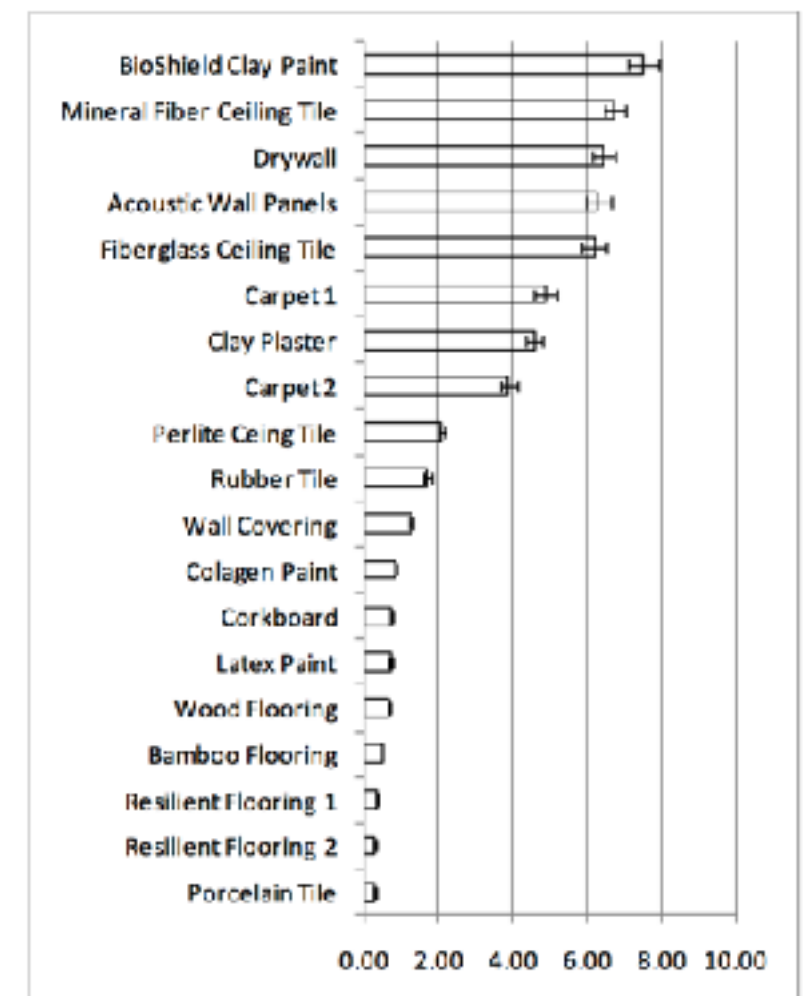 BioShield Clay Paint
Mineral Fiber Ceiling Tile
Drywall
Acoustic Wall Panels
Fiberglass Ceiling Tile
Carpet 1
Clay Plaster
Carpet 2
Perlite Ceing Tile
Rubber Tile
Wall Covering
Colagen Paint
Corkboard
Latex Paint
Wood Flooring
Bamboo Flooring
Resilient Flooring 1
Resilient Flooring 2
Porcelain Tile
0.00 2.00 4.00 6.00 8.00 10.00